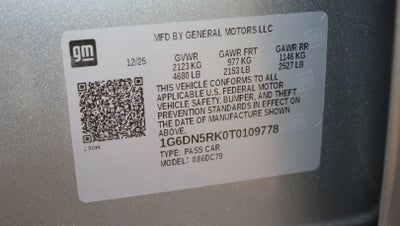 MFD BY GENERAL MOTORS LLC
gm
12/25 GVWR GAWR FRT GAWR RR
2123 KG 977 KG 1146 KG
4680 LB 2153 LB 2527 LB
THIS VEHICLE CONFORMS TO ALL
APPLICABLE U.S. FEDERAL MOTOR
VEHICLE SAFETY, BUMPER, AND THEFT
PREVENTION STANDARDS IN EFFECT ON
THE DATE OF MANUFACTURE SHOWN
ABOVE.
1G6DN5RK0T0109778
TYPE: PASS CAR
MODEL: 086DC79